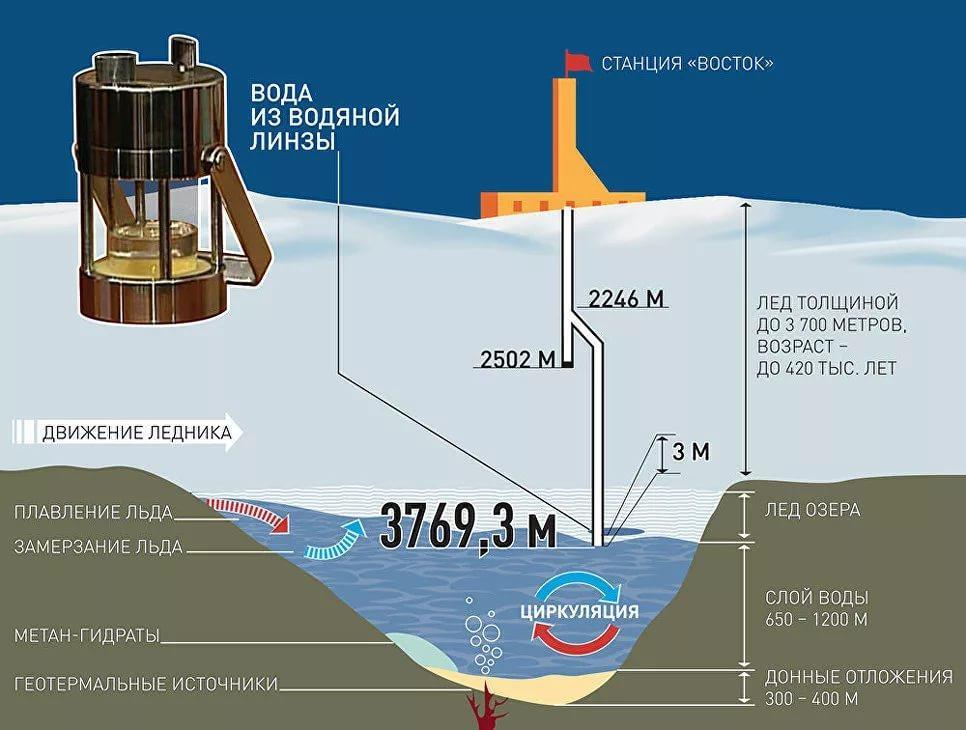 СТАНЦИЯ «ВОСТОК»
ВОДА
ИЗ ВОДЯНОЙ
ЛИНЗЫ
2246 М
2502 М
ЛЕД ТОЛЩИНОЙ
ДО 3 700 МЕТРОВ,
ВОЗРАСТ –
ДО 420 ТЫС. ЛЕТ
ДВИЖЕНИЕ ЛЕДНИКА
3 М
ПЛАВЛЕНИЕ ЛЬДА
ЗАМЕРЗАНИЕ ЛЬДА
3769,3 м
ЛЕД ОЗЕРА
ЦИРКУЛЯЦИЯ
СЛОЙ ВОДЫ
650 – 1200 М
МЕТАН-ГИДРАТЫ
ГЕОТЕРМАЛЬНЫЕ ИСТОЧНИКИ
ДОННЫЕ ОТЛОЖЕНИЯ
300 – 400 М